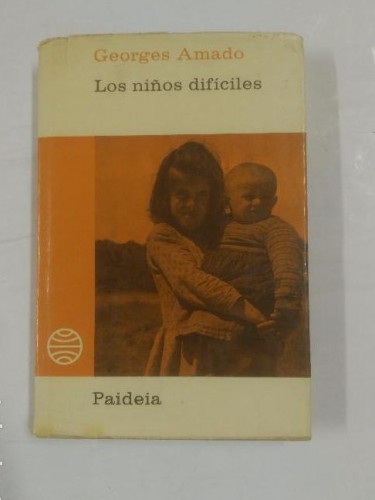 Georges Amado
Los niños difíciles
Paideia